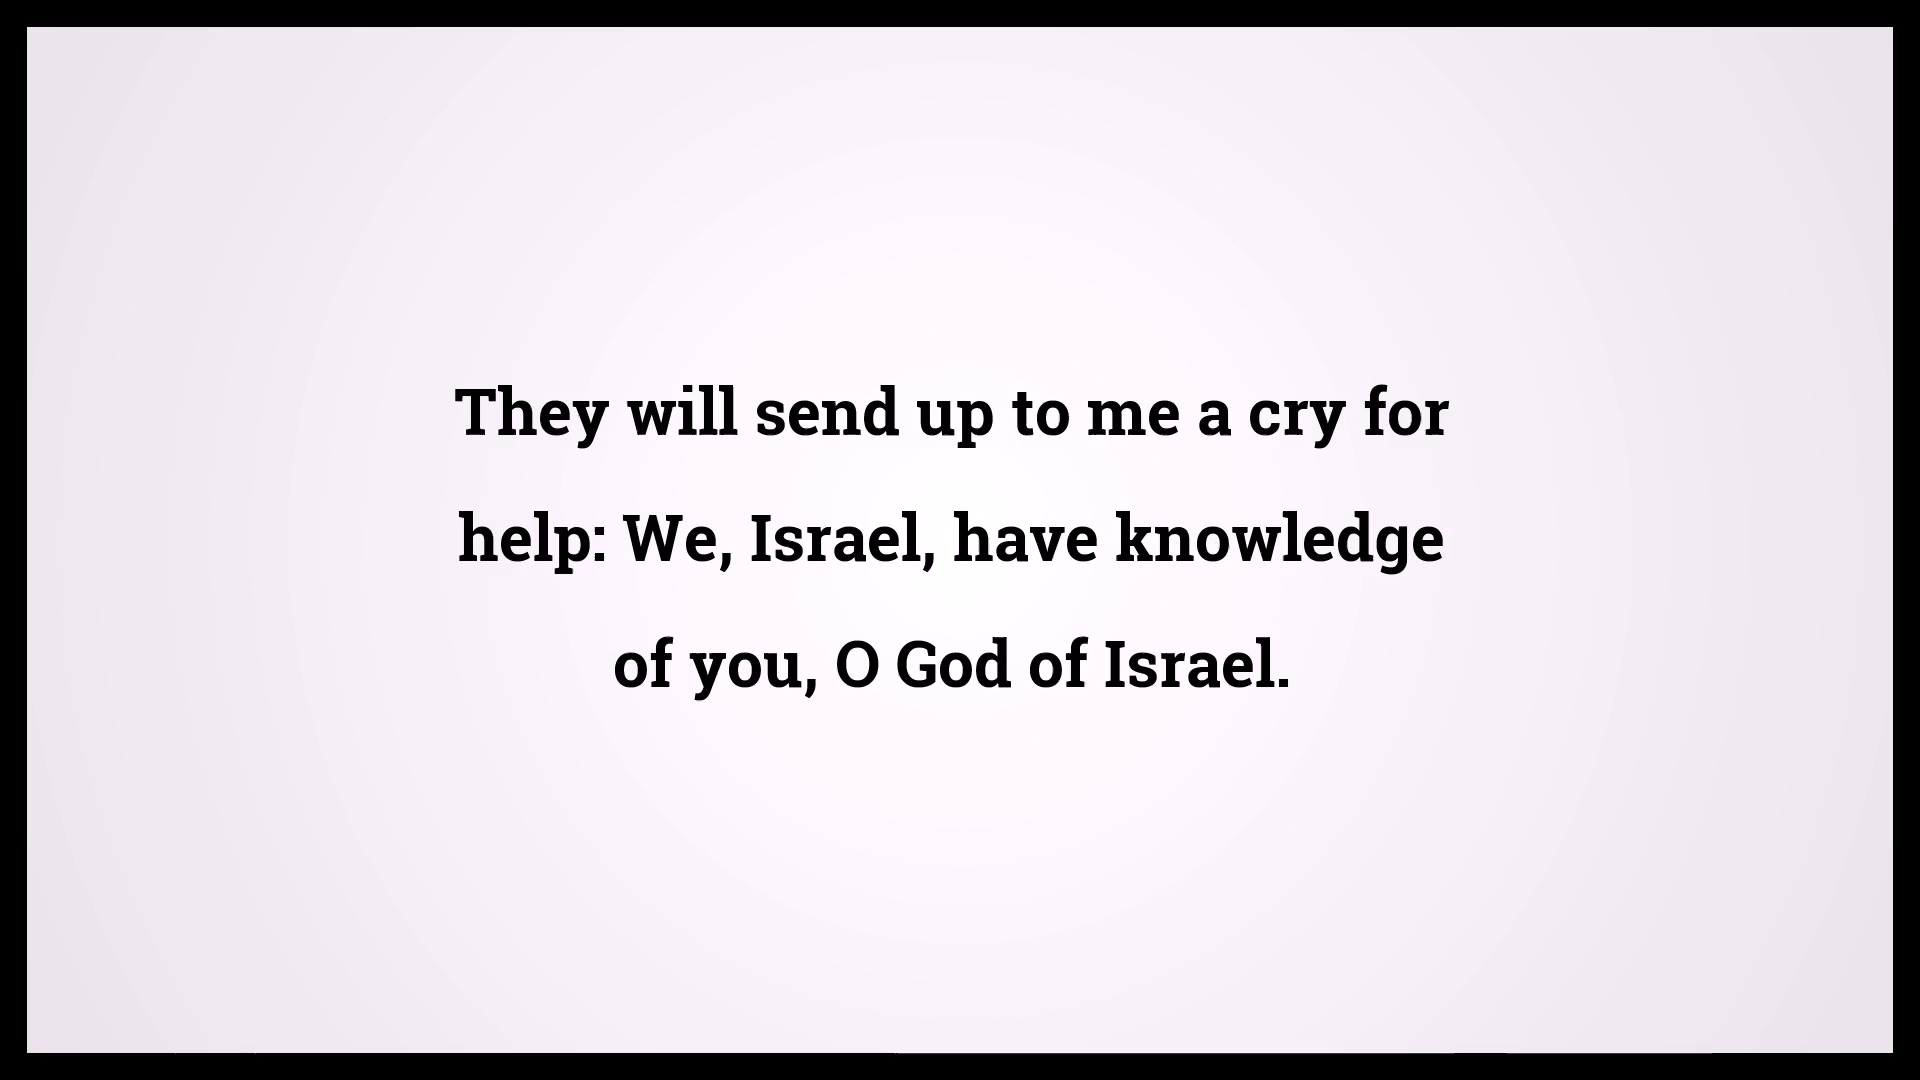 They will send up to me a cry for
help: We, Israel, have knowledge
of you, O God of Israel.